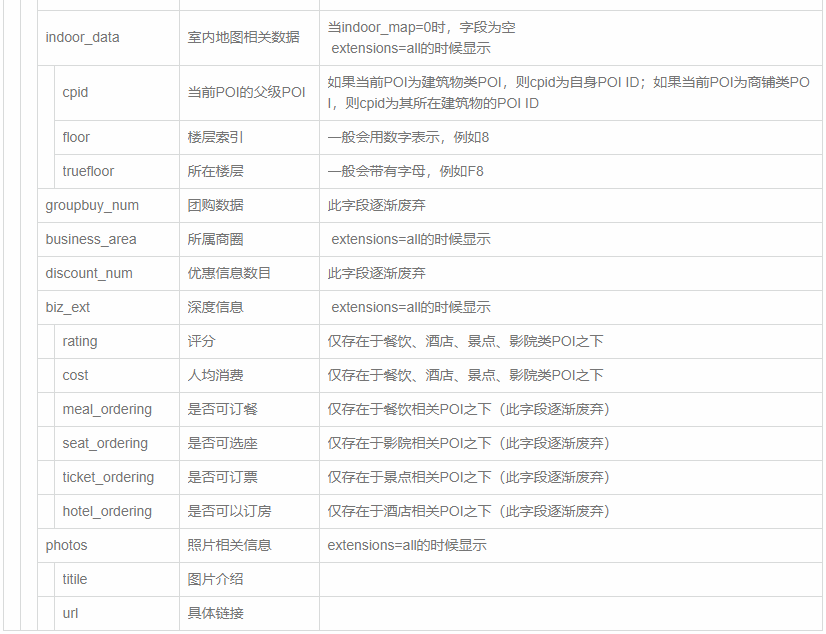 indoor_data 室内地图相关数据 当indoor_map=0时，字段为空
extensions=all的时候显示
cpid 当前POI的父级POI 如果当前POI为建筑物类POI，则cpid为自身POI ID；如果当前POI为商铺类PO
I，则cpid为其所在建筑物的POI ID
floor 楼层索引 一般会用数字表示，例如8
truefloor 所在楼层 一般会带有字母，例如F8
groupbuy_num 团购数据 此字段逐渐废弃
business_area 所属商圈 extensions=all的时候显示
discount_num 优惠信息数目 此字段逐渐废弃
biz_ext 深度信息 extensions=all的时候显示
rating 评分 仅存在于餐饮、酒店、景点、影院类POI之下
cost 人均消费 仅存在于餐饮、酒店、景点、影院类POI之下
meal_ordering 是否可订餐 仅存在于餐饮相关POI之下（此字段逐渐废弃）
seat_ordering 是否可选座 仅存在于影院相关POI之下（此字段逐渐废弃）
ticket_ordering 是否可订票 仅存在于景点相关POI之下（此字段逐渐废弃）
hotel_ordering 是否可以订房 仅存在于酒店相关POI之下（此字段逐渐废弃）
photos 照片相关信息 extensions=all的时候显示
titile 图片介绍
url 具体链接